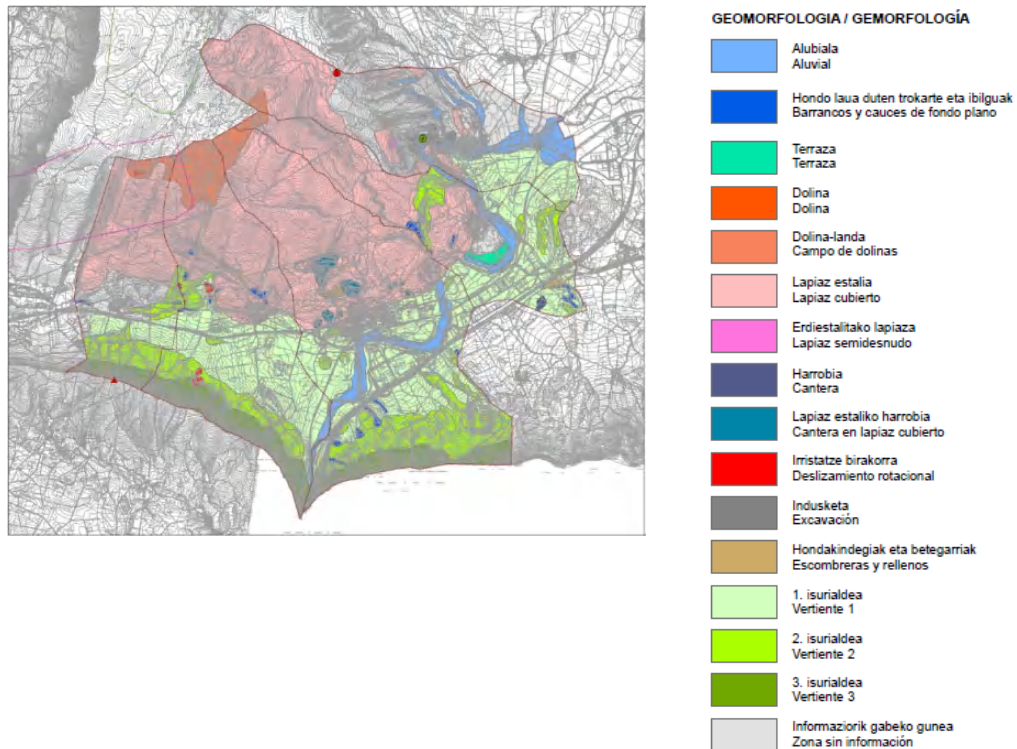 GEOMORFOLOGIA / GEMORFOLOGÍA
Alubiala
Aluvial
Hondo laua duten trokarte eta ibilguak
Barrancos y cauces de fondo plano
Terraza
Terraza
Dolina
Dolina
Dolina-landa
Campo de dolinas
Lapiaz estalia
Lapiaz cubierto
Erdiestalitako lapiaza
Lapiaz semidesnudo
Harrobia
Cantera
Lapiaz estaliko harrobia
Cantera en lapiaz cubierto
Irristatze birakorra
Deslizamiento rotacional
Indusketa
Excavación
Hondakindegiak eta betegarriak
Escombreras y rellenos
1. isurialdea
Vertiente 1
2. isurialdea
Vertiente 2
3. isurialdea
Vertiente 3
Informaziorik gabeko gunea
Zona sin información